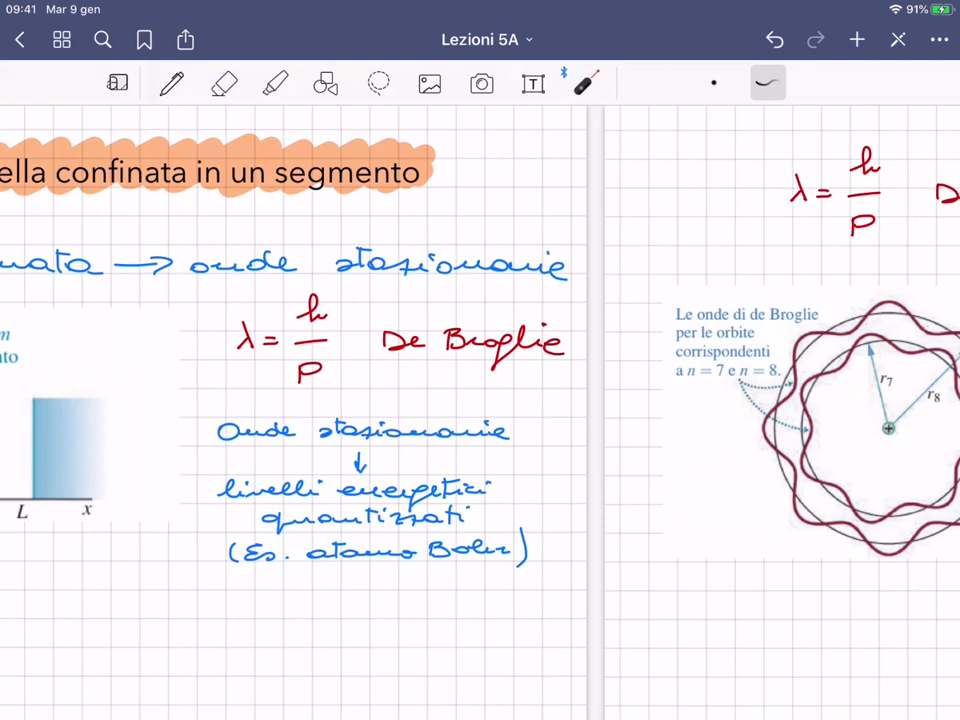 09:41 Mar 9 gen
91%
Lezioni 5A
T
ella confinata in un segmento
nata → onde stazionarie
λ = h/p De Broglie
m
nto
L x
Onde stazionarie
↓
livelli energetici
quantizzati
(Es. atomo Bohr)
λ = h/p D
Le onde di de Broglie
per le orbite
corrispondenti
a n = 7 e n = 8.
r7
r8
+